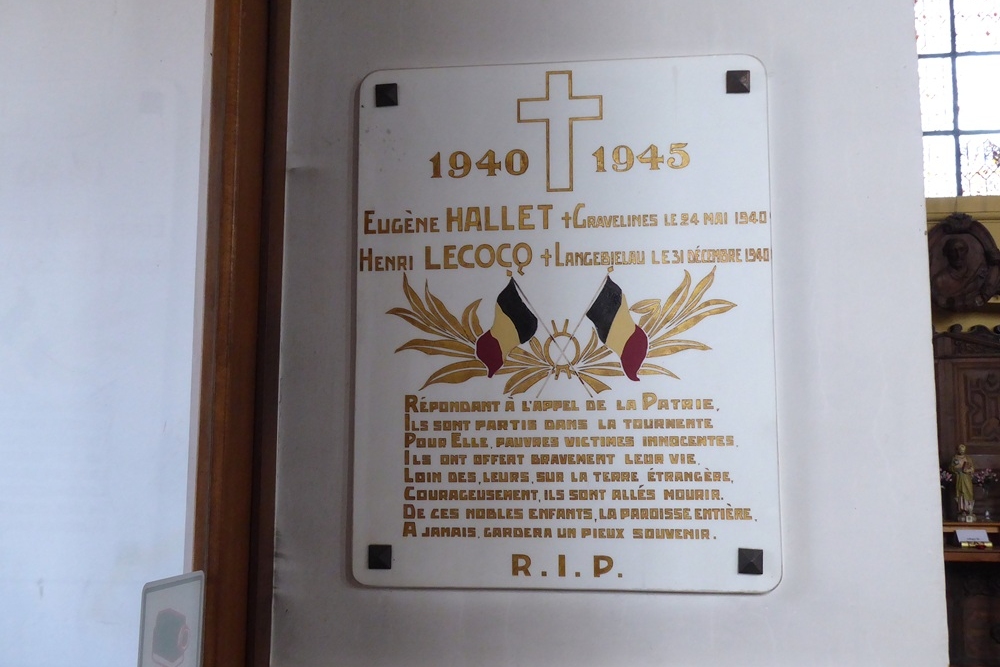 1940 1945
EUGÈNE HALLET + GRAVELINES LE 24 MAI 1940
HENRI LECOCQ + LANGEBIELAU LE 31 DÉCEMBRE 1940
RÉPONDANT À L'APPEL DE LA PATRIE,
ILS SONT PARTIS DANS LA TOURMENTE
POUR ELLE, PAUVRES VICTIMES INNOCENTES.
ILS ONT OFFERT BRAVEMENT LEUR VIE.
LOIN DES, LEURS, SUR LA TERRE ÉTRANGÈRE,
COURAGEUSEMENT, ILS SONT ALLÉS MOURIR.
DE CES NOBLES ENFANTS, LA PAROISSE ENTIÈRE,
A JAMAIS, GARDERA UN PIEUX SOUVENIR.
R.I.P.